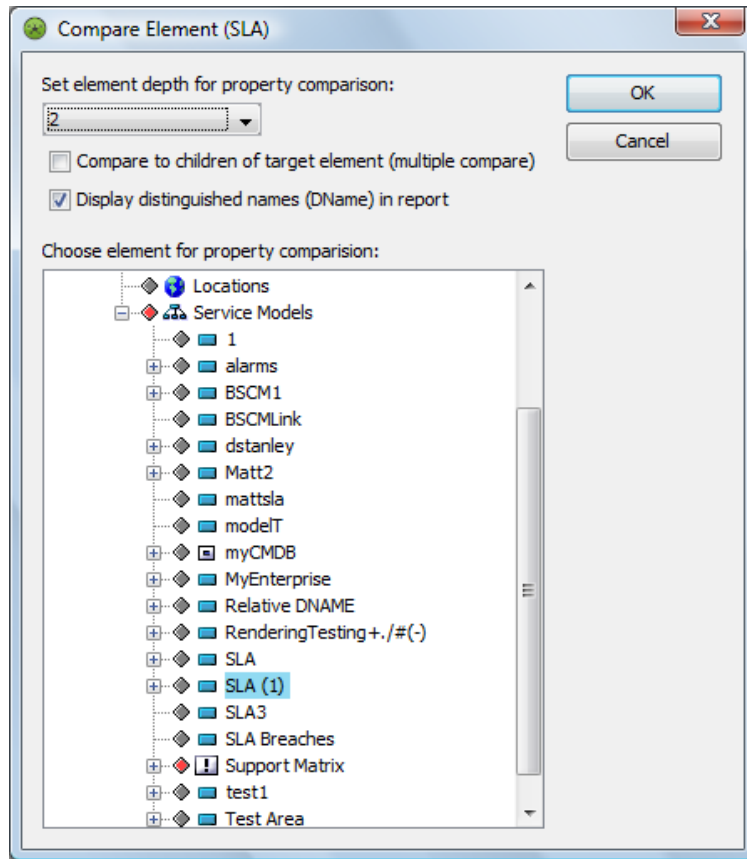 Compare Element (SLA)
Set element depth for property comparison:
OK
2
Cancel
Compare to children of target element (multiple compare)
Display distinguished names (DName) in report
Choose element for property comparision:
Locations
Service Models
1
alarms
BSCM1
BSCMLink
dstanley
Matt2
mattsla
modelT
myCMDB
MyEnterprise
Relative DNAME
RenderingTesting+./#(-)
SLA
SLA (1)
SLA3
SLA Breaches
Support Matrix
test1
Test Area